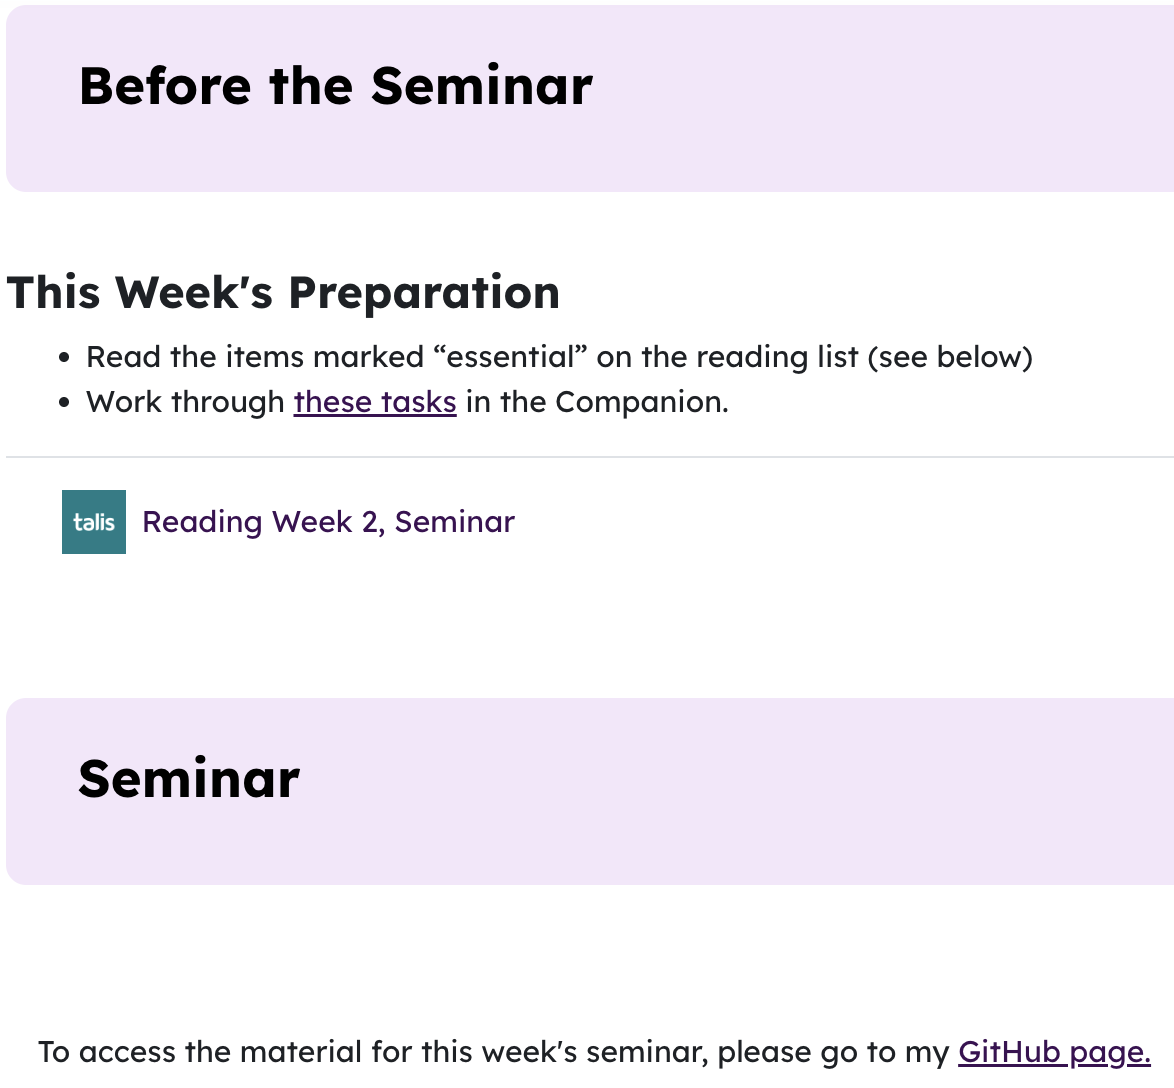 Before the Seminar
This Week's Preparation
• Read the items marked “essential” on the reading list (see below)
• Work through these tasks in the Companion.
talis Reading Week 2, Seminar
Seminar
To access the material for this week's seminar, please go to my GitHub page.